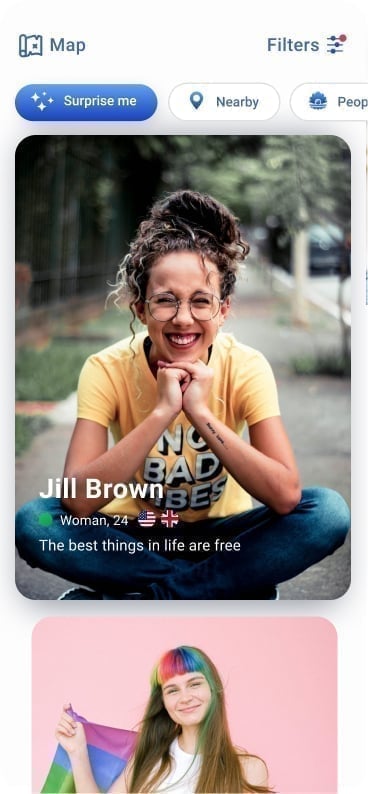 Map
Filters
Surprise me
Nearby
Peop
NO
BAD
VIBES
Jill Brown
Woman, 24
The best things in life are free